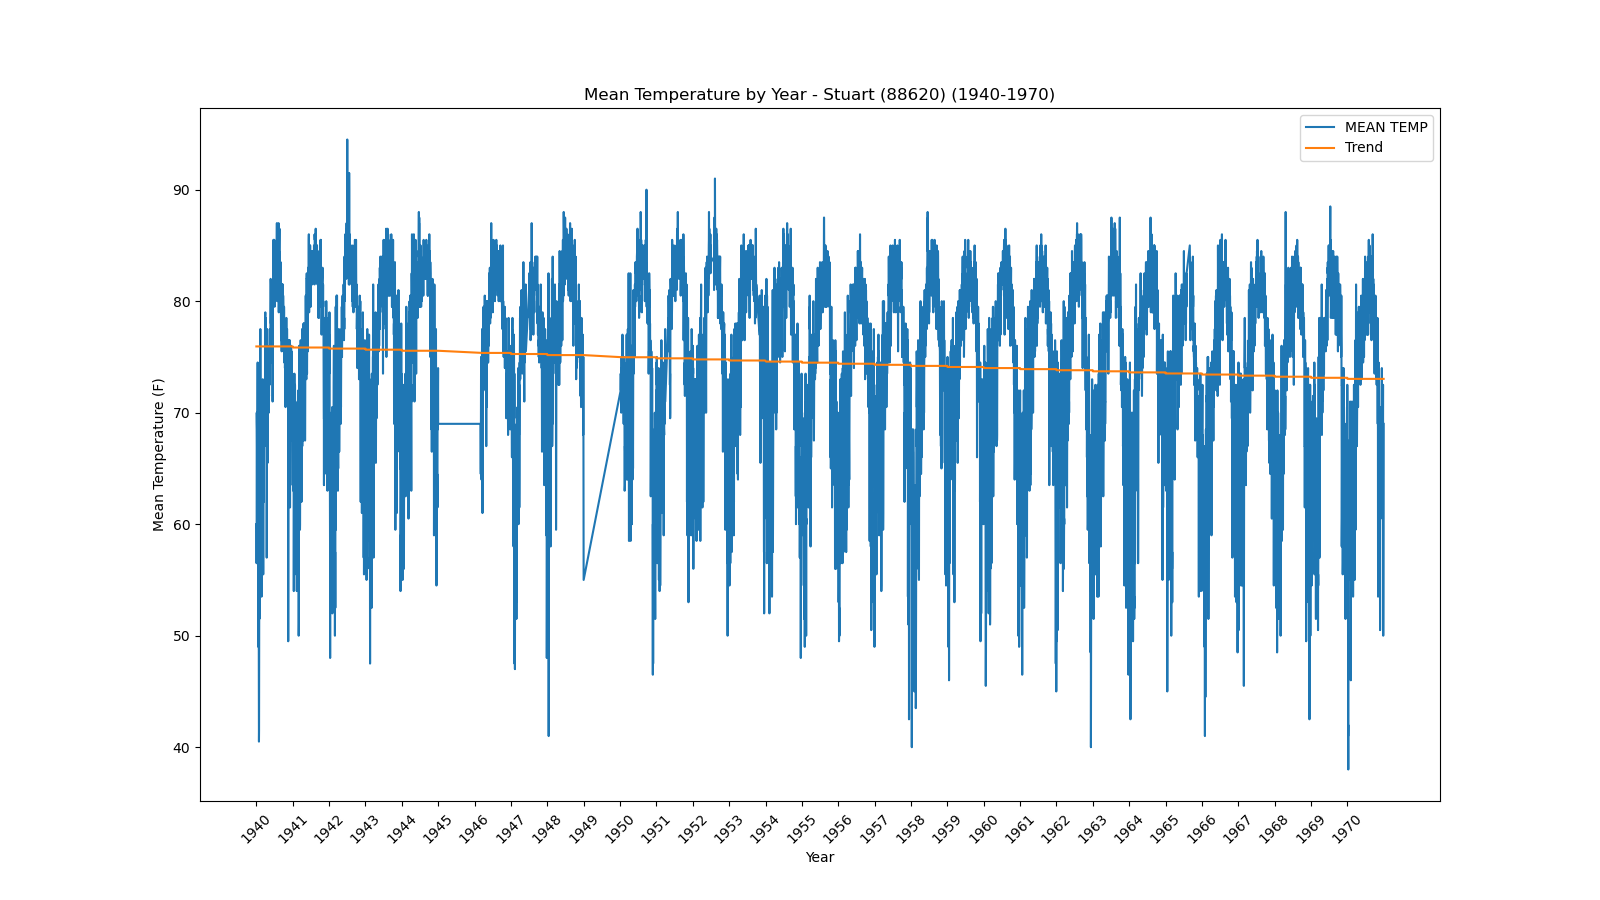 Mean Temperature by Year - Stuart (88620) (1940-1970)
MEAN TEMP
Trend
Mean Temperature (F)
90
80
70
60
50
40
1940 1941 1942 1943 1944 1945 1946 1947 1948 1949 1950 1951 1952 1953 1954 1955 1956 1957 1958 1959 1960 1961 1962 1963 1964 1965 1966 1967 1968 1969 1970
Year